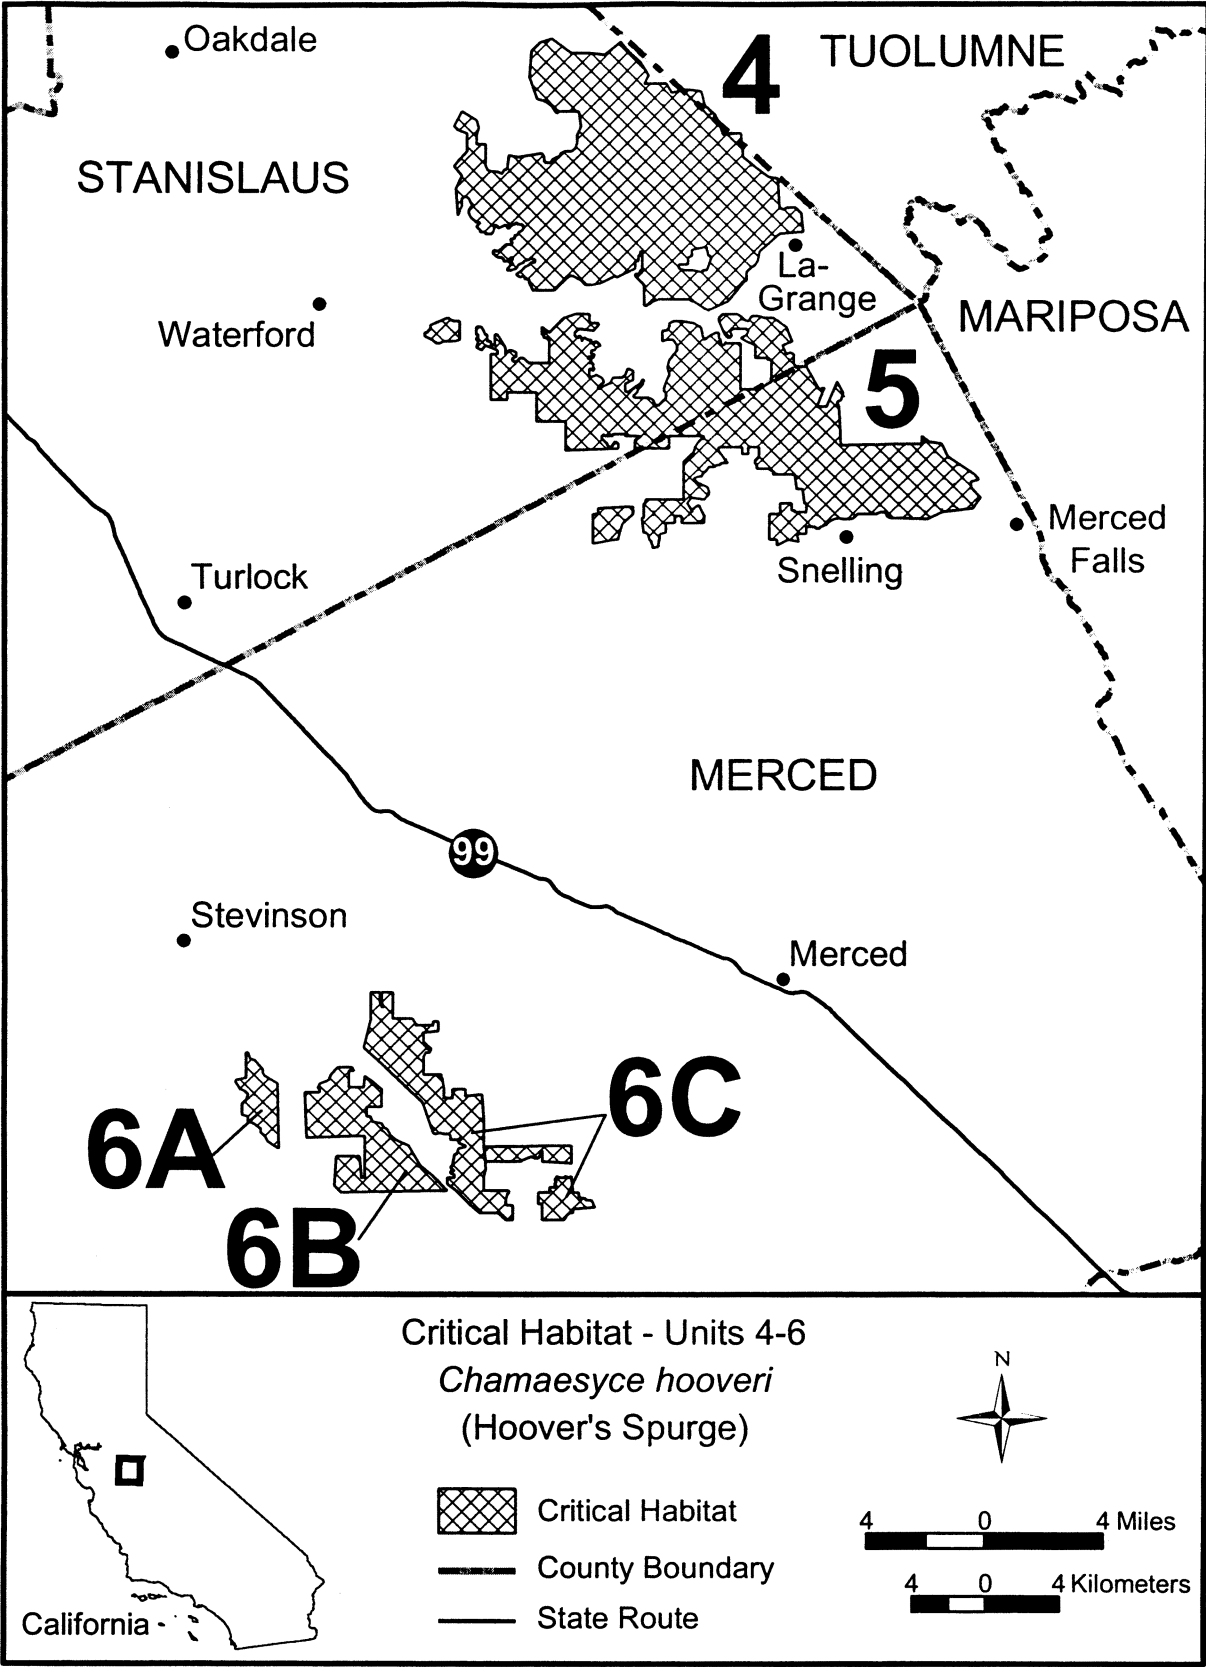 Oakdale
4
TUOLUMNE
STANISLAUS
La-
Grange
Waterford
MARIPOSA
5
Merced
Falls
Snelling
Turlock
MERCED
99
Stevinson
Merced
6A
6B
6C
Critical Habitat - Units 4-6
Chamaesyce hooveri
(Hoover's Spurge)
N
Critical Habitat
County Boundary
State Route
4 0 4 Miles
4 0 4 Kilometers
California